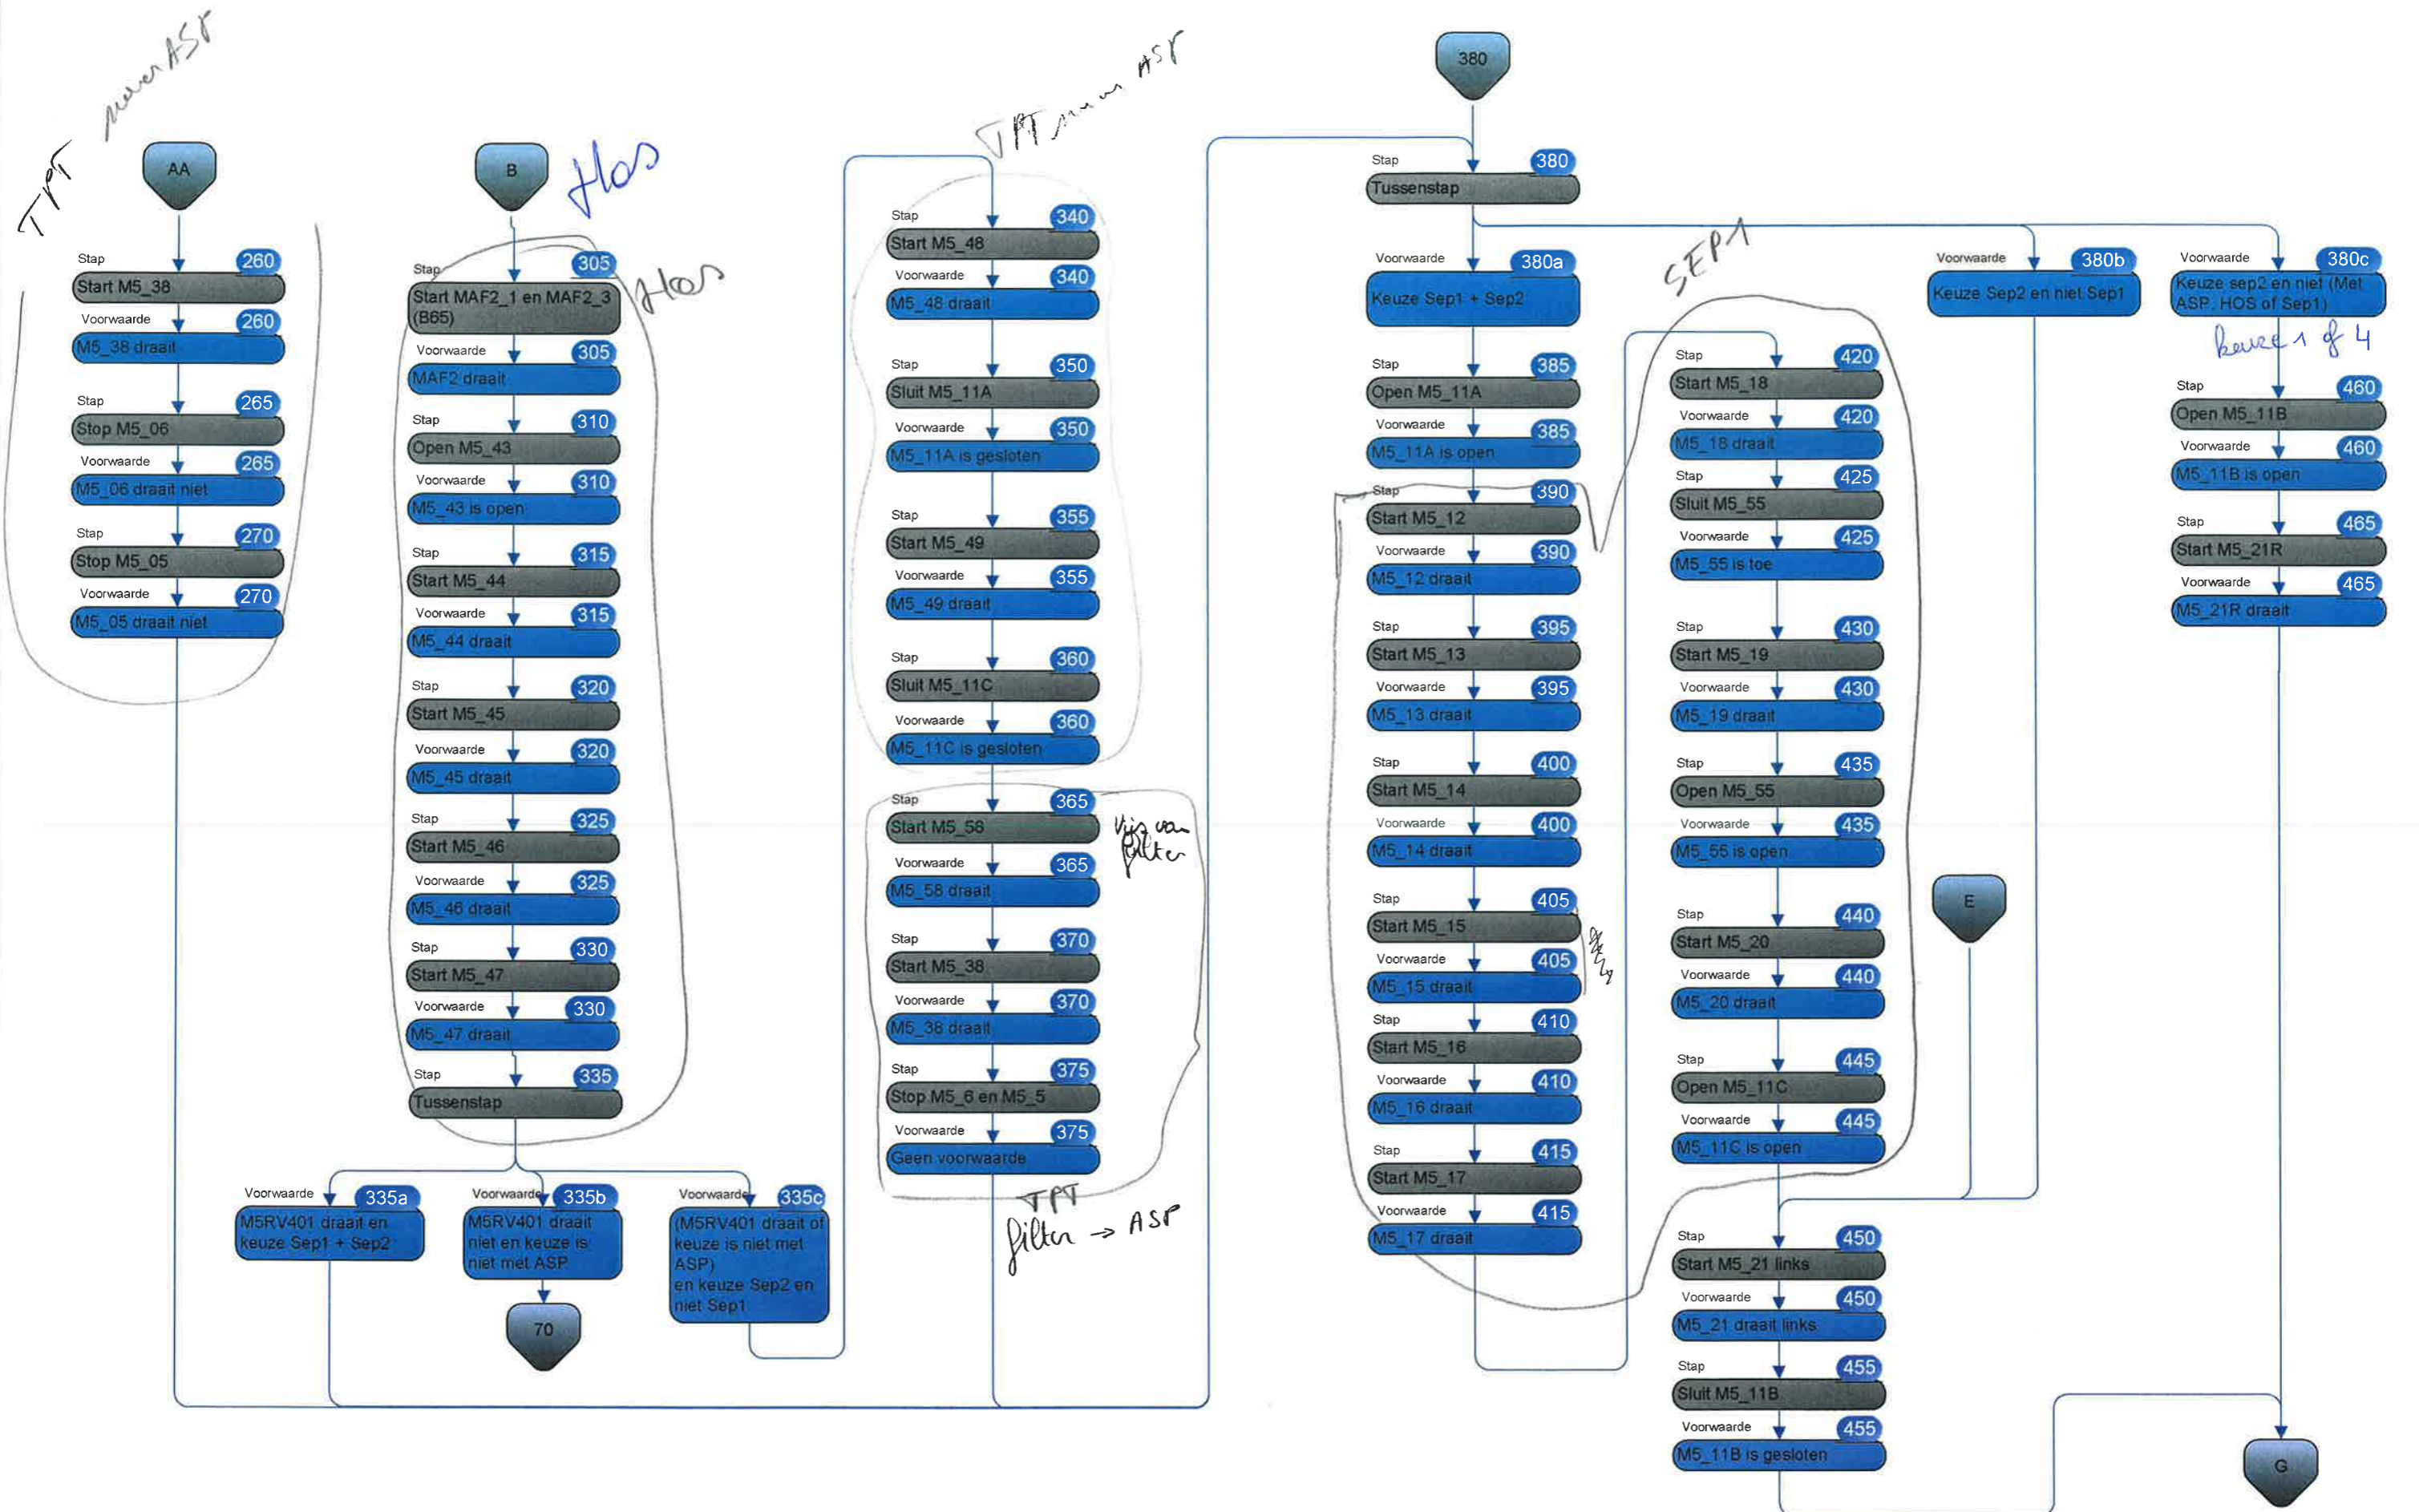 TPT naar ASP
AA
Stap 260
Start M5_38
Voorwaarde 260
M5_38 draait
Stap 265
Stop M5_06
Voorwaarde 265
M5_06 draait niet
Stap 270
Stop M5_05
Voorwaarde 270
M5_05 draait niet
B
Hos
Hos
Stap 305
Start MAF2_1 en MAF2_3
(B65)
Voorwaarde 305
MAF2 draait
Stap 310
Open M5_43
Voorwaarde 310
M5_43 is open
Stap 315
Start M5_44
Voorwaarde 315
M5_44 draait
Stap 320
Start M5_45
Voorwaarde 320
M5_45 draait
Stap 325
Start M5_46
Voorwaarde 325
M5_46 draait
Stap 330
Start M5_47
Voorwaarde 330
M5_47 draait
Stap 335
Tussenstap
Voorwaarde 335a
M5RV401 draait en
keuze Sep1 + Sep2
Voorwaarde 335b
M5RV401 draait
niet en keuze is
niet met ASP
70
Voorwaarde 335c
(M5RV401 draait of
keuze is niet met
ASP)
en keuze Sep2 en
niet Sep1
TPT ASP
Stap 340
Start M5_48
Voorwaarde 340
M5_48 draait
Stap 350
Sluit M5_11A
Voorwaarde 350
M5_11A is gesloten
Stap 355
Start M5_49
Voorwaarde 355
M5_49 draait
Stap 360
Sluit M5_11C
Voorwaarde 360
M5_11C is gesloten
Stap 365
Start M5_58
Vijs van
filter
Voorwaarde 365
M5_58 draait
Stap 370
Start M5_38
Voorwaarde 370
M5_38 draait
Stap 375
Stop M5_6 en M5_5
Voorwaarde 375
Geen voorwaarde
TPT
filter → ASP
380
Stap 380
Tussenstap
Voorwaarde 380a
Keuze Sep1 + Sep2
Stap 385
Open M5_11A
Voorwaarde 385
M5_11A is open
Stap 390
Start M5_12
Voorwaarde 390
M5_12 draait
Stap 395
Start M5_13
Voorwaarde 395
M5_13 draait
Stap 400
Start M5_14
Voorwaarde 400
M5_14 draait
Stap 405
Start M5_15
Voorwaarde 405
M5_15 draait
Stap 410
Start M5_16
Voorwaarde 410
M5_16 draait
Stap 415
Start M5_17
Voorwaarde 415
M5_17 draait
SEP1
Stap 420
Start M5_18
Voorwaarde 420
M5_18 draait
Stap 425
Sluit M5_55
Voorwaarde 425
M5_55 is toe
Stap 430
Start M5_19
Voorwaarde 430
M5_19 draait
Stap 435
Open M5_55
Voorwaarde 435
M5_55 is open
Stap 440
Start M5_20
Voorwaarde 440
M5_20 draait
Stap 445
Open M5_11C
Voorwaarde 445
M5_11C is open
Stap 450
Start M5_21 links
Voorwaarde 450
M5_21 draait links
Stap 455
Sluit M5_11B
Voorwaarde 455
M5_11B is gesloten
Voorwaarde 380b
Keuze Sep2 en niet Sep1
E
Voorwaarde 380c
Keuze sep2 en niet (Met
ASP, HOS of Sep1)
keuze 1 of 4
Stap 460
Open M5_11B
Voorwaarde 460
M5_11B is open
Stap 465
Start M5_21R
Voorwaarde 465
M5_21R draait
G